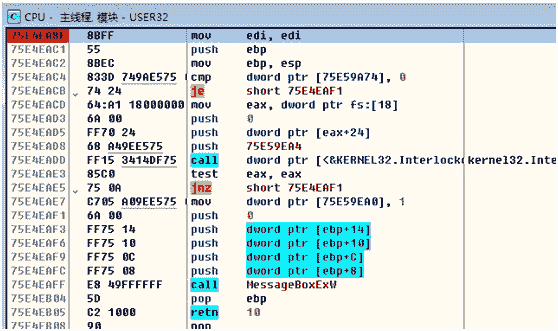 CPU - 主线程, 模块 - USER32
75E4EABF 8BFF mov edi, edi
75E4EAC1 55 push ebp
75E4EAC2 8BEC mov ebp, esp
75E4EAC4 833D 749AE575 cmp dword ptr [75E59A74], 0
75E4EACB 74 24 je short 75E4EAF1
75E4EACD 64:A1 18000000 mov eax, dword ptr fs:[18]
75E4EAD3 6A 00 push 0
75E4EAD5 FF70 24 push dword ptr [eax+24]
75E4EAD8 68 A49EE575 push 75E59EA4
75E4EADD FF15 3414DF75 call dword ptr [<&KERNEL32.Interlock kernel32.Inte
75E4EAE3 85C0 test eax, eax
75E4EAE5 75 0A jnz short 75E4EAF1
75E4EAE7 C705 A09EE575 mov dword ptr [75E59EA0], 1
75E4EAF1 6A 00 push 0
75E4EAF3 FF75 14 push dword ptr [ebp+14]
75E4EAF6 FF75 10 push dword ptr [ebp+10]
75E4EAF9 FF75 0C push dword ptr [ebp+C]
75E4EAFC FF75 08 push dword ptr [ebp+8]
75E4EAFF E8 49FFFFFF call MessageBoxExW
75E4EB04 5D pop ebp
75E4EB05 C2 1000 retn 10
75E4EB08 90 nop